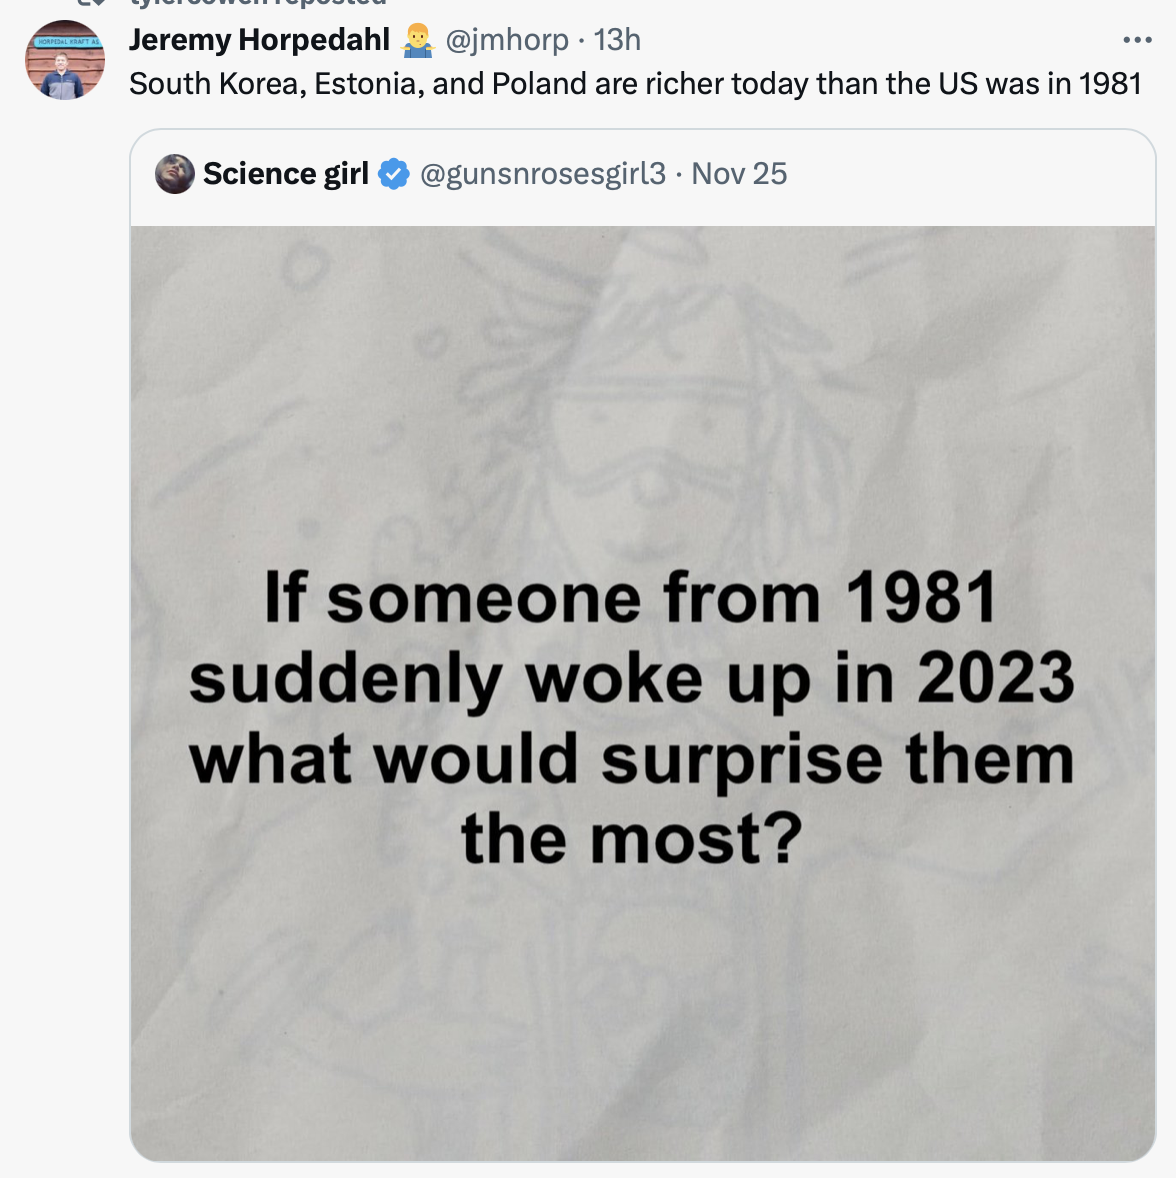 tylercowen reposted
Jeremy Horpedahl 🤷‍♂️ @jmhorp · 13h
South Korea, Estonia, and Poland are richer today than the US was in 1981
HORPEDAL KRAFT AS
Science girl @gunsnrosesgirl3 · Nov 25
If someone from 1981
suddenly woke up in 2023
what would surprise them
the most?